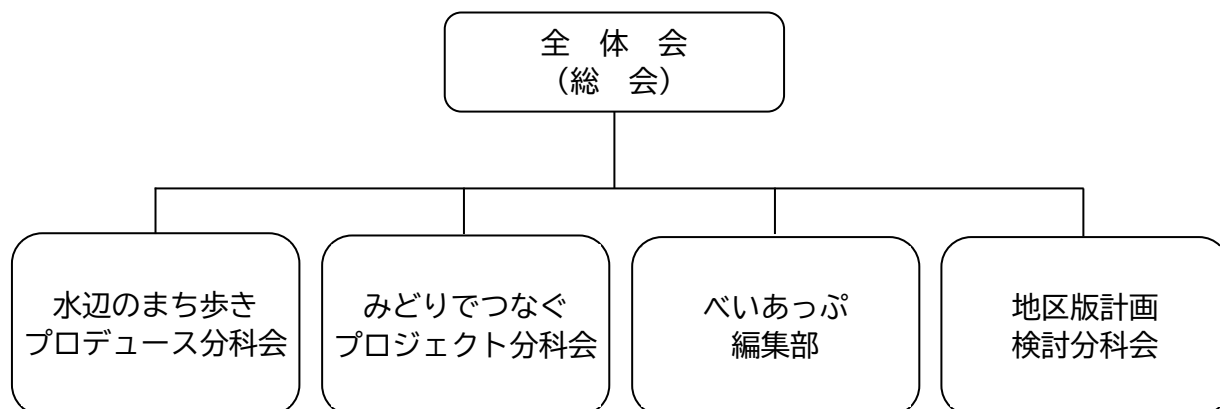 全　体　会
（総　会）
水辺のまち歩き
プロデュース分科会
みどりでつなぐ
プロジェクト分科会
べいあっぷ
編集部
地区版計画
検討分科会